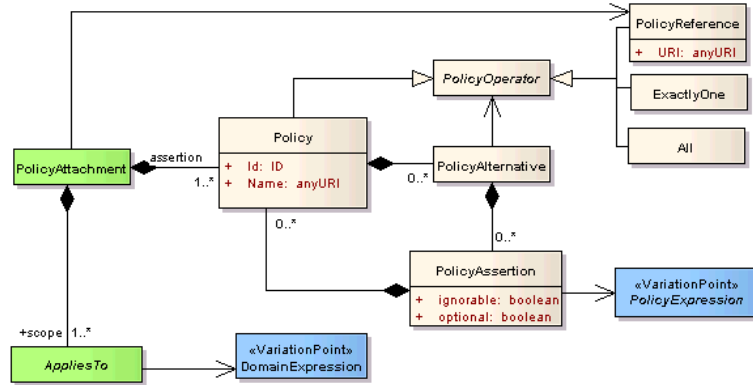 PolicyReference
+ URI: anyURI
PolicyOperator
ExactlyOne
Policy
+ Id: ID
+ Name: anyURI
All
assertion
PolicyAttachment
PolicyAlternative
1..*
0..*
0..*
0..*
PolicyAssertion
+ ignorable: boolean
+ optional: boolean
«VariationPoint»
PolicyExpression
+scope
1..*
AppliesTo
«VariationPoint»
DomainExpression